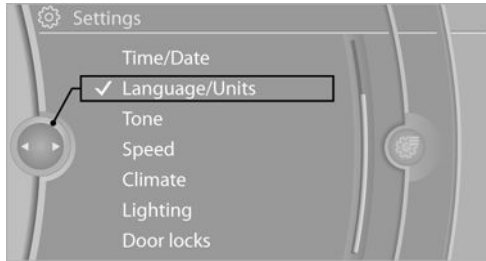 Settings
Time/Date
Language/Units
Tone
Speed
Climate
Lighting
Door locks